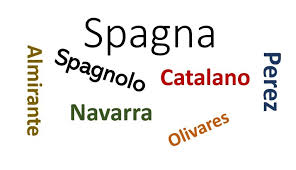 Spagna
Almirante
Spagnolo
Catalano
Perez
Navarra
Olivares